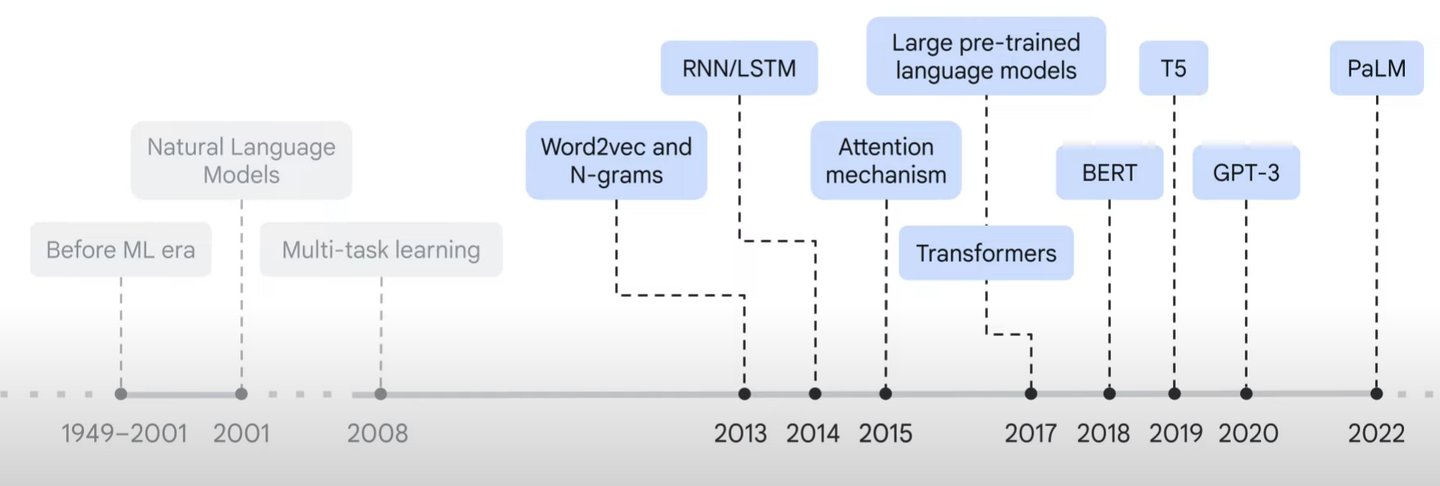 RNN/LSTM
Large pre-trained
language models
T5
PaLM
Natural Language
Models
Word2vec and
N-grams
Attention
mechanism
BERT
GPT-3
Before ML era
Multi-task learning
Transformers
1949–2001
2001
2008
2013
2014
2015
2017
2018
2019
2020
2022